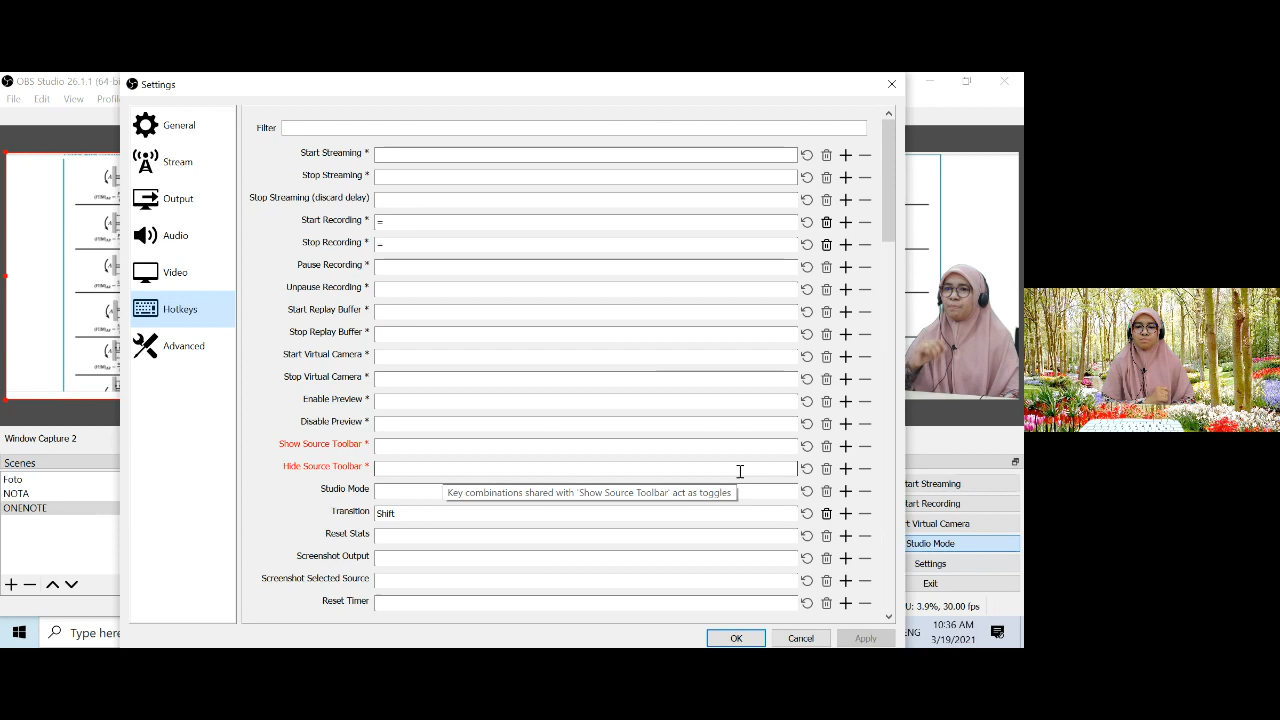 OBS Studio 26.1.1 (64-bi
Settings
File Edit View Profil
General
Stream
Output
Audio
Video
Hotkeys
Advanced
Filter
Start Streaming *
Stop Streaming *
Stop Streaming (discard delay)
Start Recording * =
Stop Recording * =
Pause Recording *
Unpause Recording *
Start Replay Buffer *
Stop Replay Buffer *
Start Virtual Camera *
Stop Virtual Camera *
Enable Preview *
Disable Preview *
Show Source Toolbar *
Hide Source Toolbar *
Studio Mode
Key combinations shared with 'Show Source Toolbar' act as toggles
Transition Shift
Reset Stats
Screenshot Output
Screenshot Selected Source
Reset Timer
OK Cancel Apply
Window Capture 2
Scenes
Foto
NOTA
ONENOTE
tart Streaming
tart Recording
rt Virtual Camera
Studio Mode
Settings
Exit
U: 3.9%, 30.00 fps
Type here
ENG
10:36 AM
3/19/2021